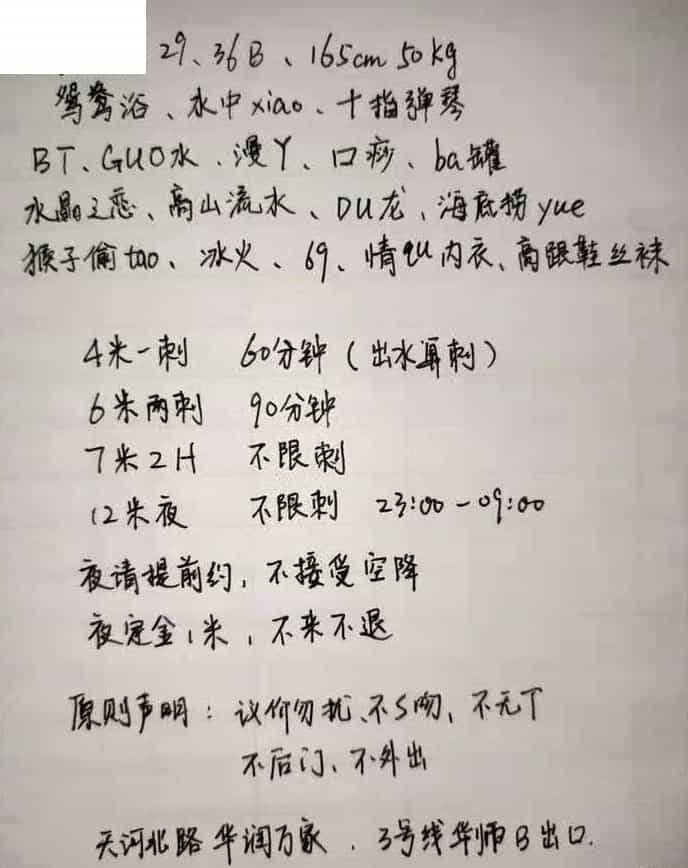 29、36B、165cm 50kg
鸳鸯浴、水中xiao、十指弹琴
BT、GUO水、漫Y、口痧、ba罐
水晶之恋、高山流水、DU龙、海底捞yue
猴子偷tao、冰火、69、情qu内衣、高跟鞋丝袜
4米一刺 60分钟（出水算刺）
6米两刺 90分钟
7米2H 不限刺
12米夜 不限刺 23:00-09:00
夜请提前约，不接受空降
夜定金1米，不来不退
原则声明：议价勿扰、不S吻、不无T
不后门、不外出
天河北路华润万家．3号线华师B出口．